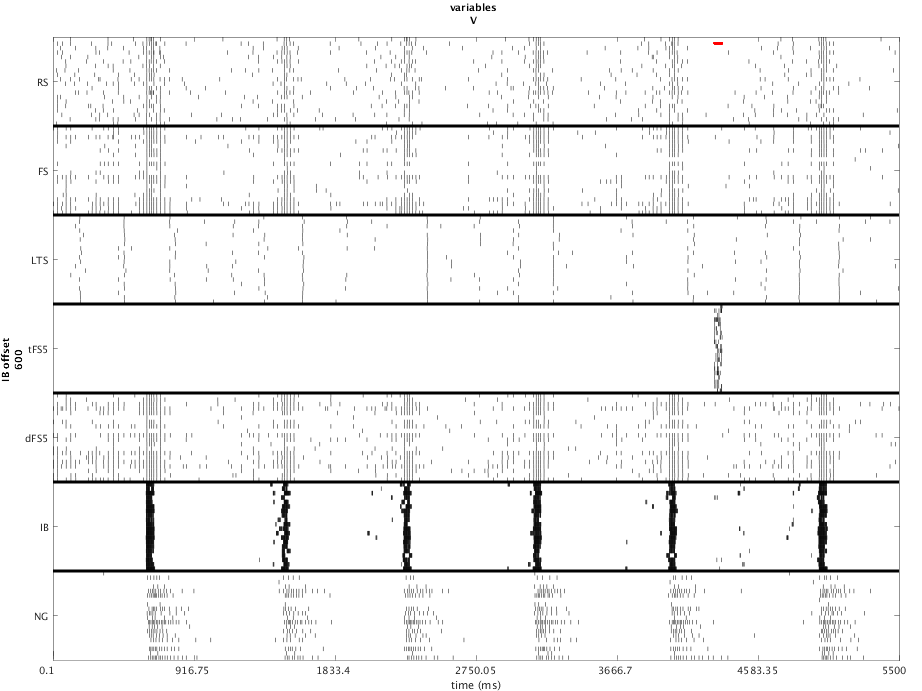 variables
V
RS
FS
LTS
tFS5
dFS5
IB
NG
IB offset
600
0.1 916.75 1833.4 2750.05 3666.7 4583.35 5500
time (ms)